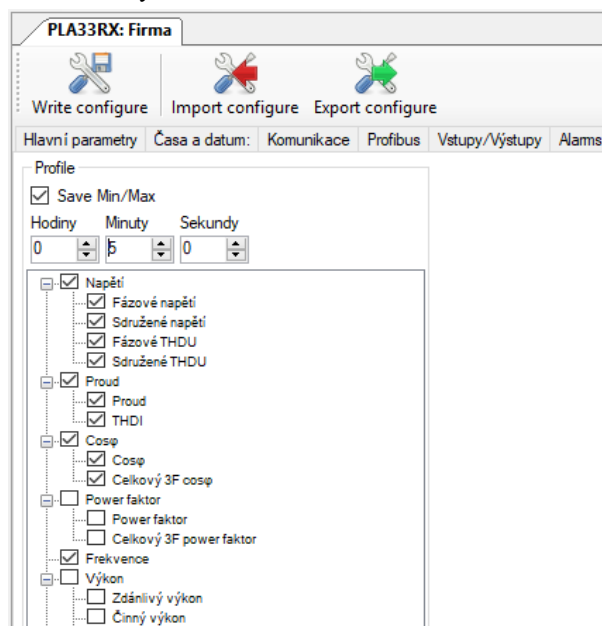 PLA33RX: Firma
Write configure Import configure Export configure
Hlavní parametry Časa a datum: Komunikace Profibus Vstupy/Výstupy Alarms
Profile
Save Min/Max
Hodiny Minuty Sekundy
0 5 0
Napětí
Fázové napětí
Sdružené napětí
Fázové THDU
Sdružené THDU
Proud
Proud
THDI
Cosφ
Cosφ
Celkový 3F cosφ
Power faktor
Power faktor
Celkový 3F power faktor
Frekvence
Výkon
Zdánlivý výkon
Činný výkon